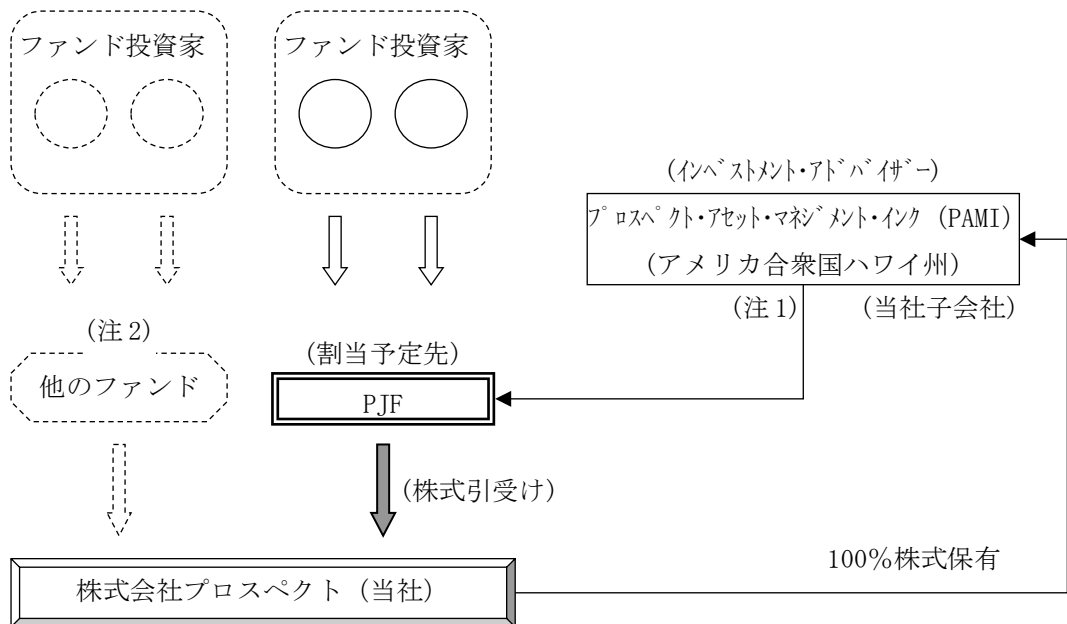 ファンド投資家
ファンド投資家
(インベストメント・アドバイザー)
プロスペクト・アセット・マネジメント・インク (PAMI)
(アメリカ合衆国ハワイ州)
(注1)
(当社子会社)
(注2)
他のファンド
(割当予定先)
PJF
(株式引受け)
100%株式保有
株式会社プロスペクト (当社)